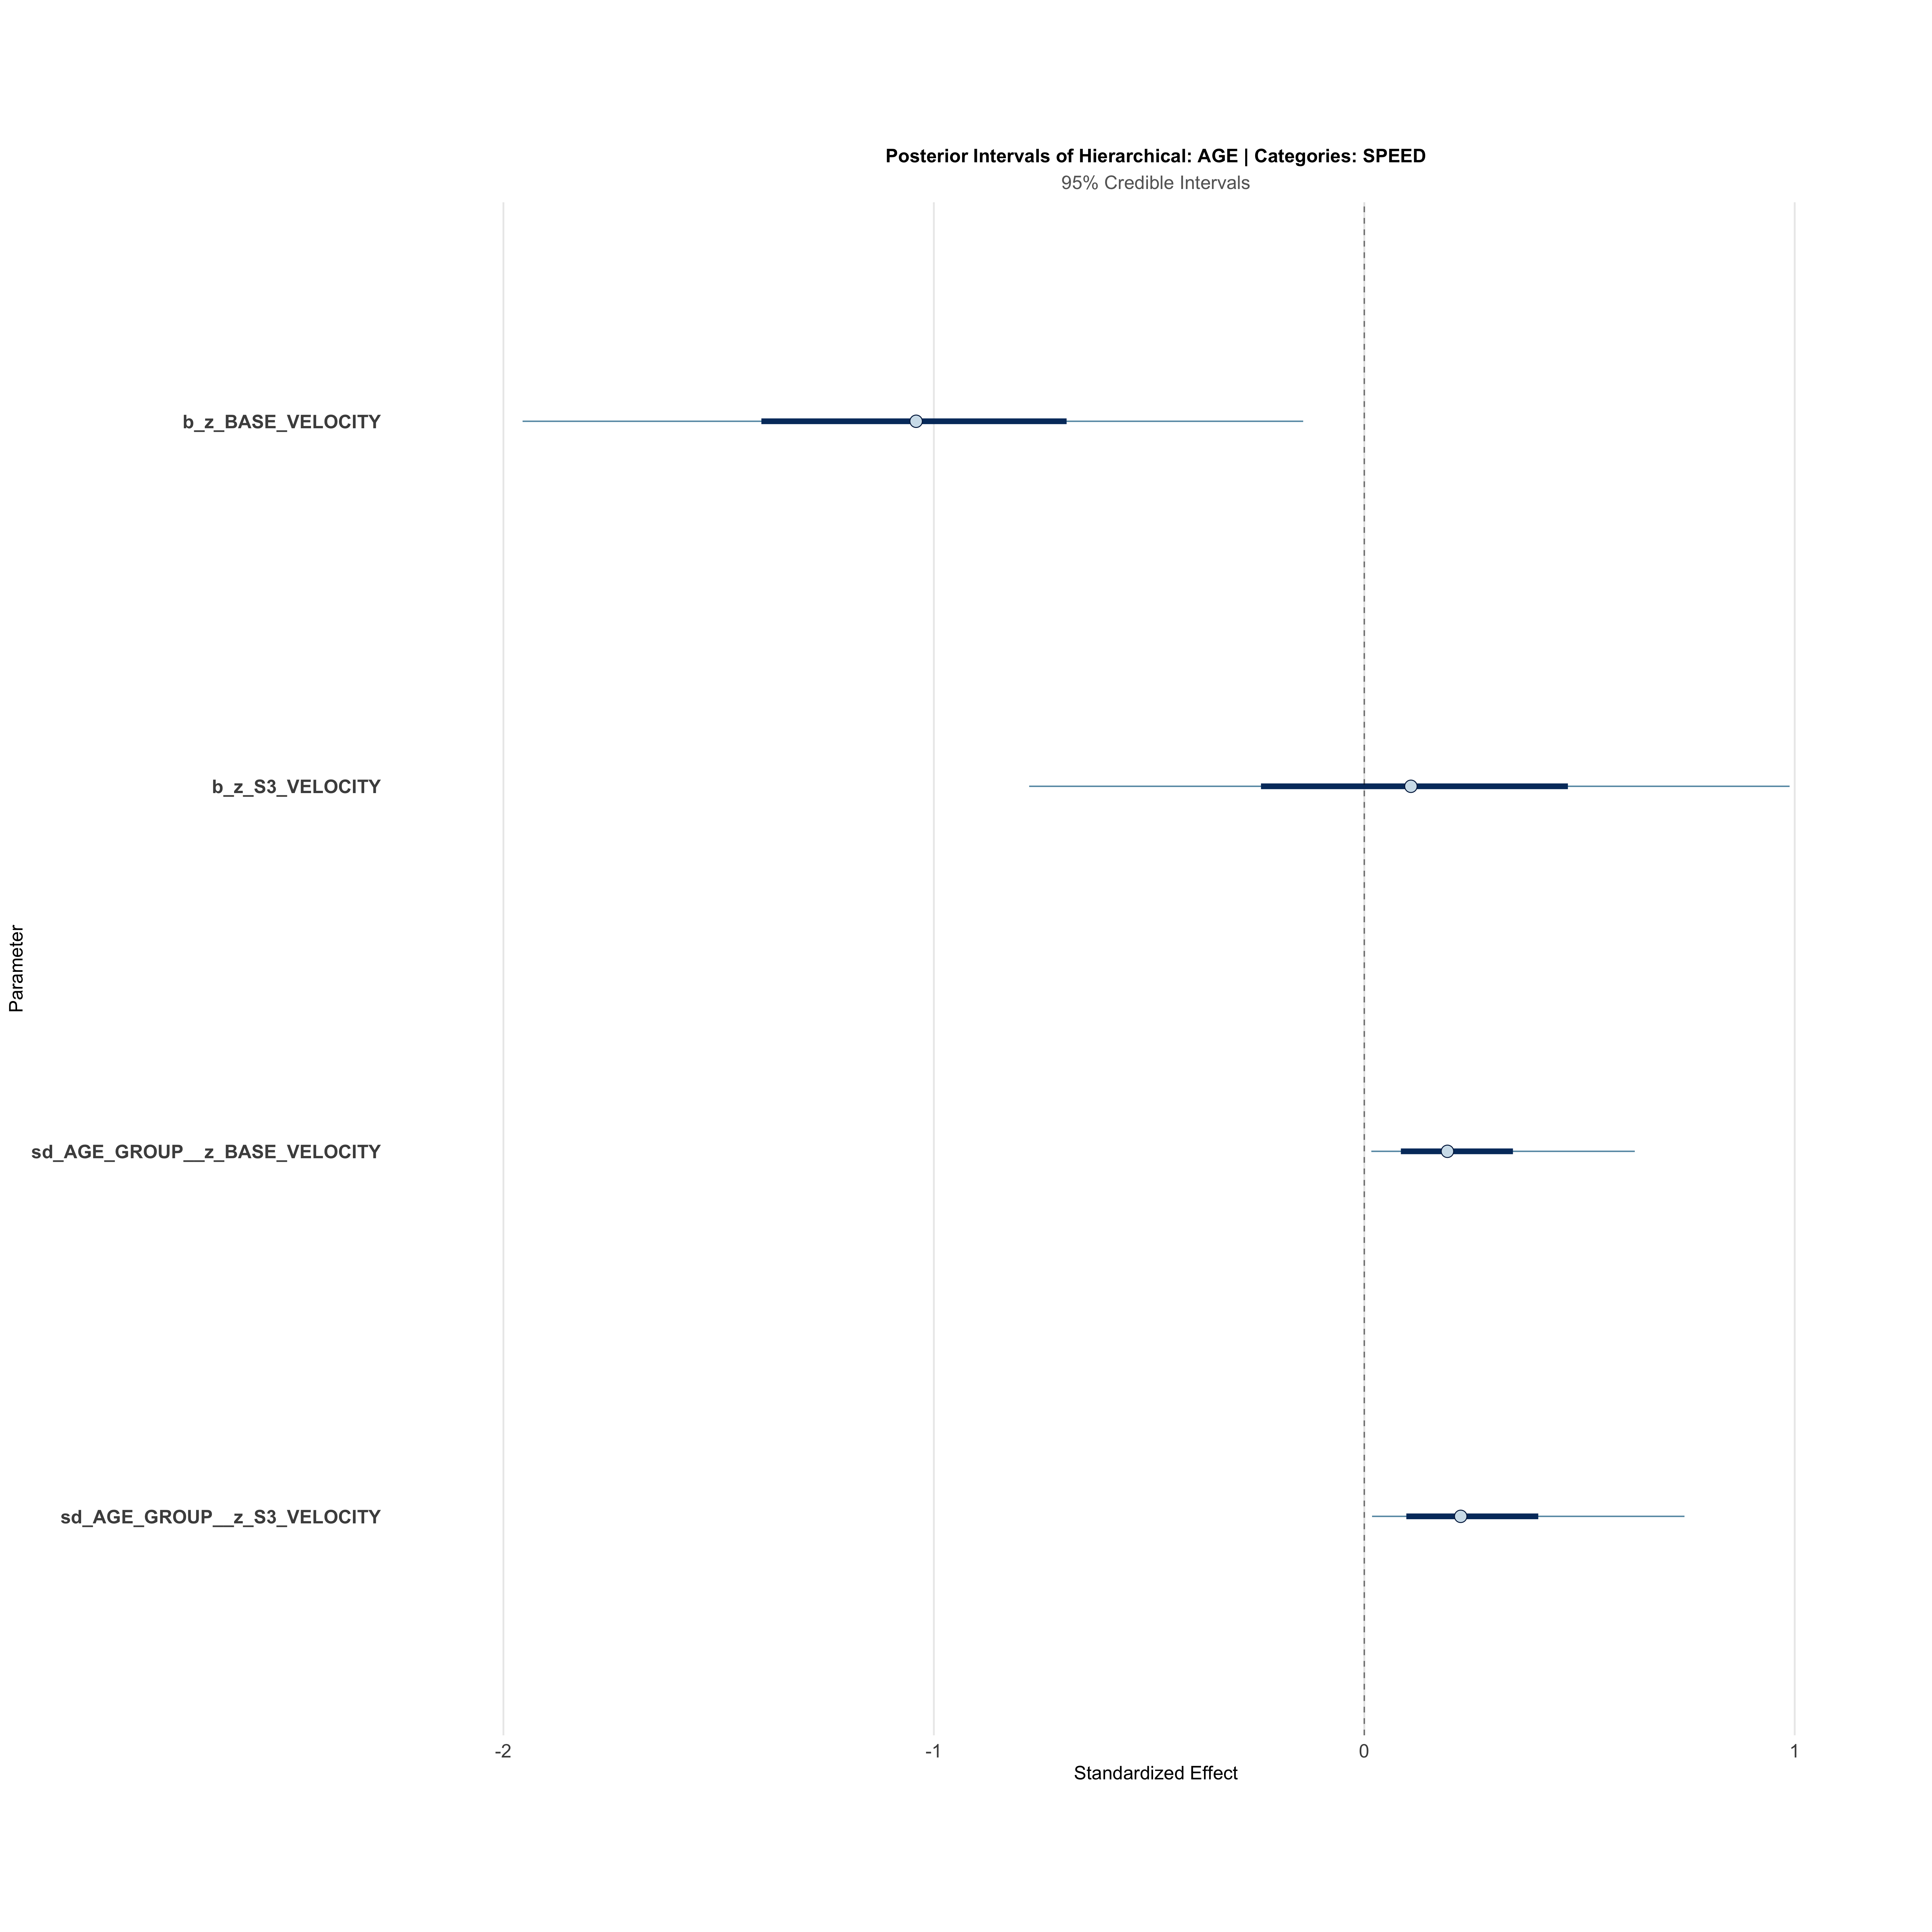 Posterior Intervals of Hierarchical: AGE | Categories: SPEED
95% Credible Intervals
b_z_BASE_VELOCITY
b_z_S3_VELOCITY
Parameter
sd_AGE_GROUP__z_BASE_VELOCITY
sd_AGE_GROUP__z_S3_VELOCITY
-2 -1 0 1
Standardized Effect